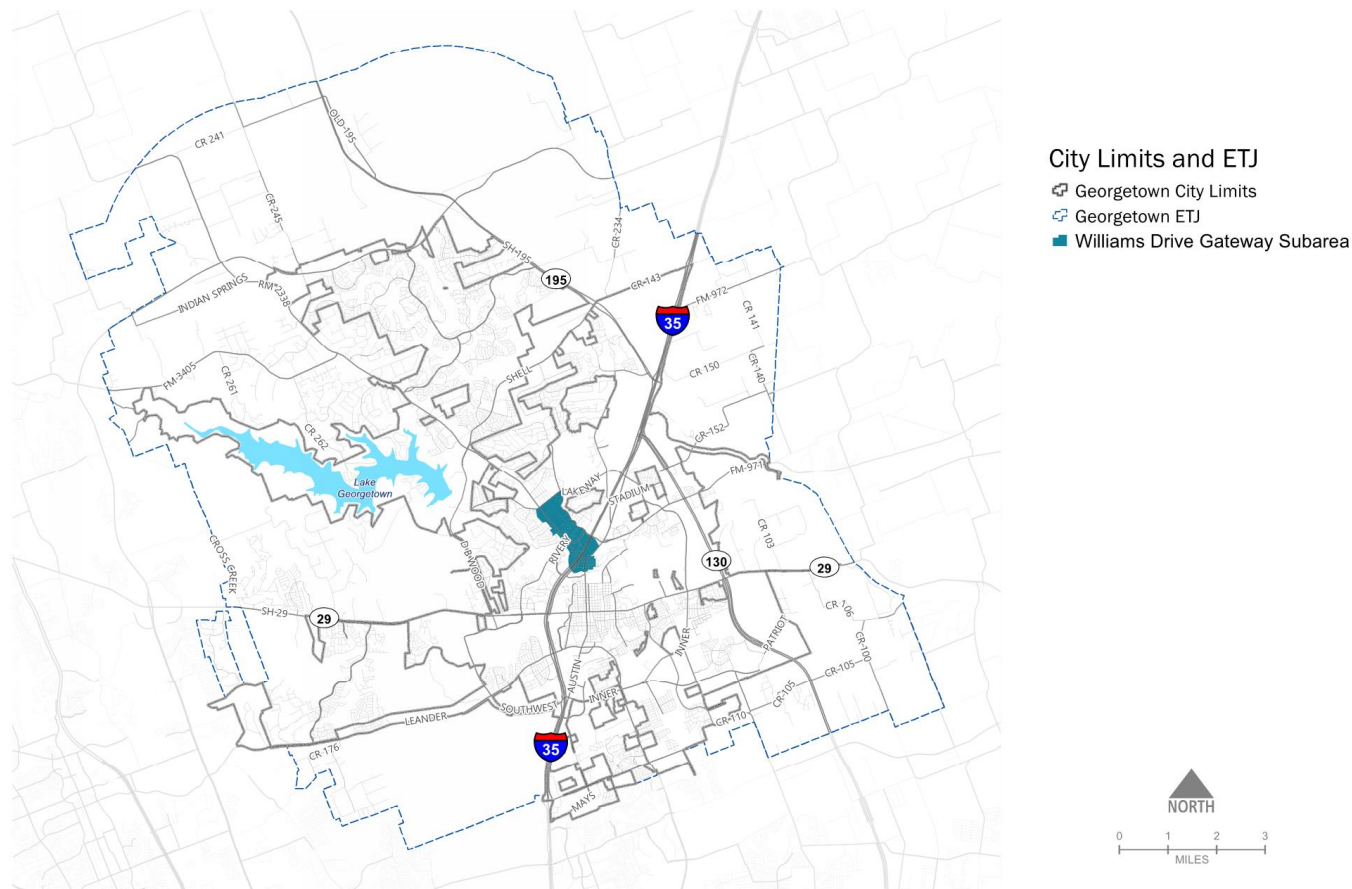 City Limits and ETJ
Georgetown City Limits
Georgetown ETJ
Williams Drive Gateway Subarea
OLD-195
CR 241
CR-245
CR-234
SH-195
195
CR-143
INDIAN SPRINGS
RM-2338
FM-972
35
CR 141
CR 150
CR-140
FM-3405
CR 261
SHELL
CR 262
CR-152
Lake
Georgetown
LAKEWAY
STADIUM
FM-971
CR 103
RIVERY
D B WOOD
CROSS CREEK
130
29
SH-29
29
CR 106
CR-100
INNER
PATRIOT
AUSTIN
CR-105
CR-105
INNER
SOUTHWEST
LEANDER
CR-110
CR-176
35
MAYS
NORTH
0 1 2 3
MILES